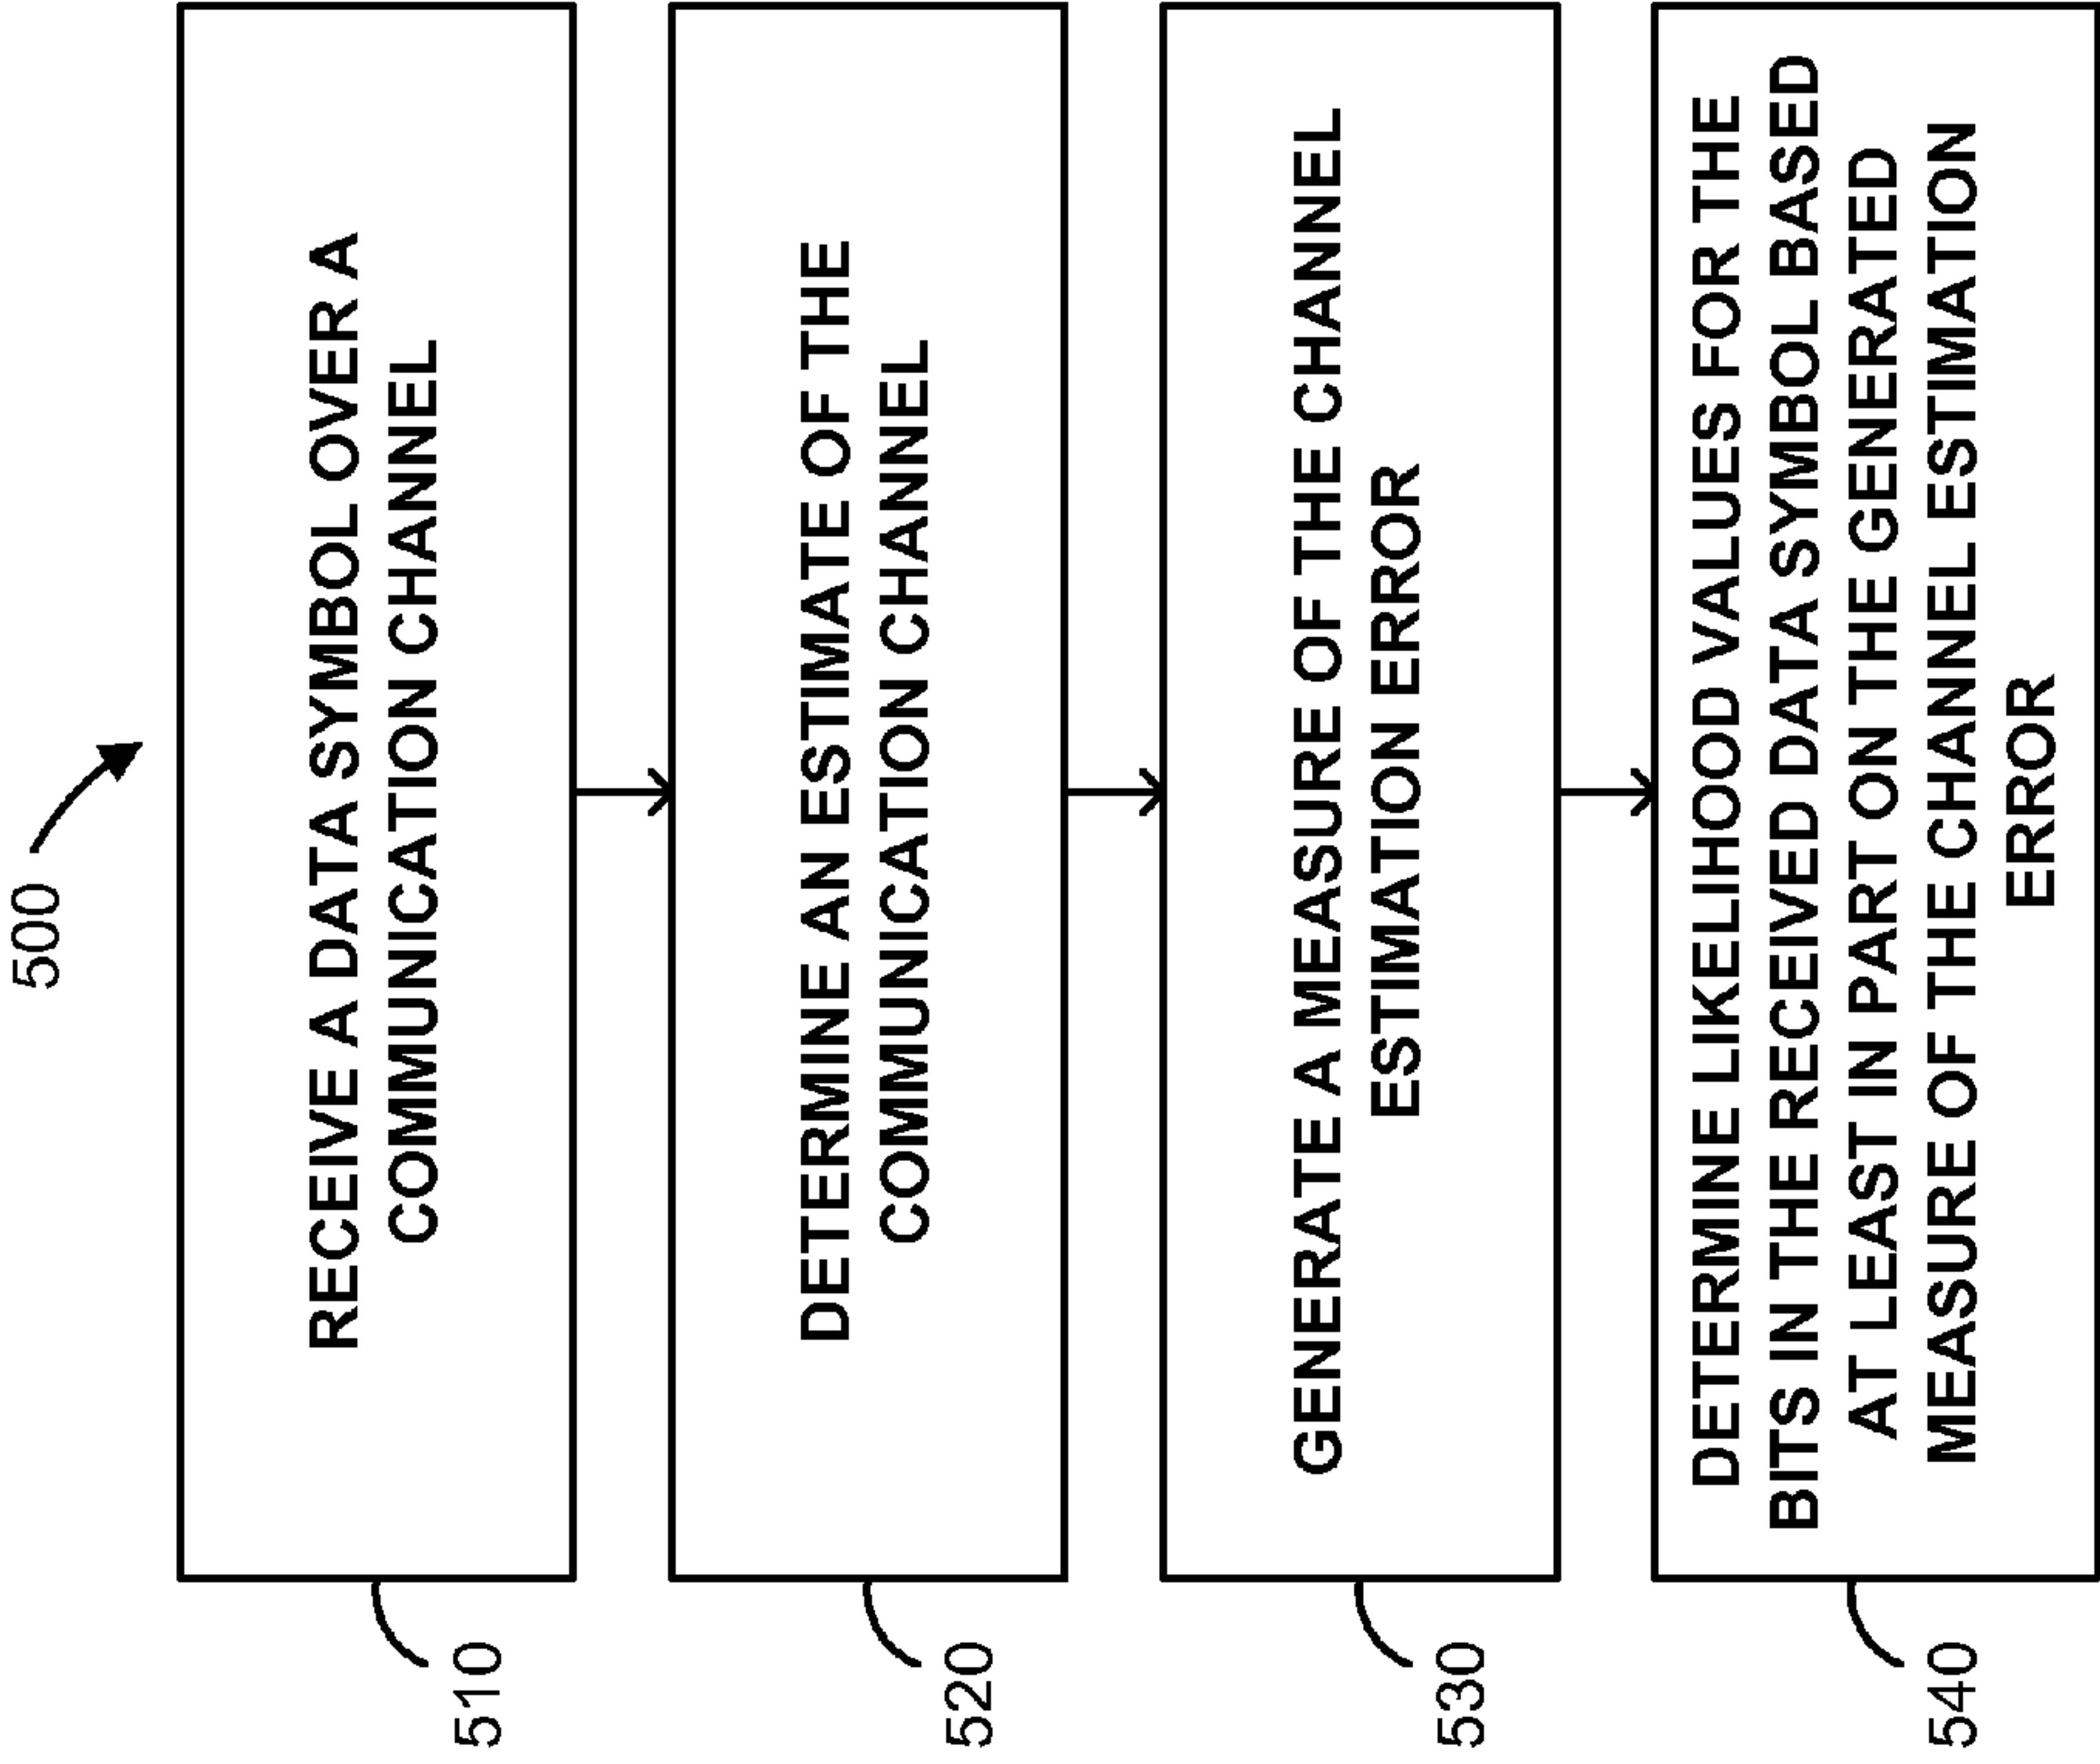 500
510
RECEIVE A DATA SYMBOL OVER A
COMMUNICATION CHANNEL
520
DETERMINE AN ESTIMATE OF THE
COMMUNICATION CHANNEL
530
GENERATE A MEASURE OF THE CHANNEL
ESTIMATION ERROR
540
DETERMINE LIKELIHOOD VALUES FOR THE
BITS IN THE RECEIVED DATA SYMBOL BASED
AT LEAST IN PART ON THE GENERATED
MEASURE OF THE CHANNEL ESTIMATION
ERROR